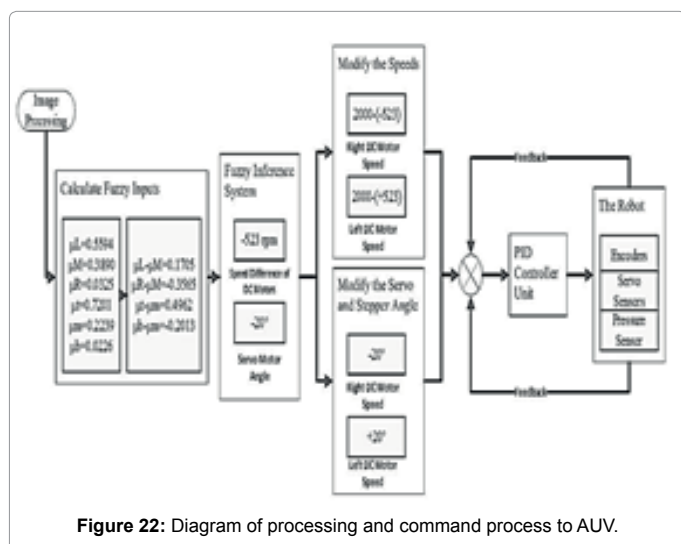 Image
Processing
Calculate Fuzzy Inputs
μL=0.5594
μM=0.3890
μR=0.0325
μt=0.7201
μm=0.2239
μb=0.0226
μL-μM=0.1705
μR-μM=-0.3565
μt-μm=0.4962
μb-μm=-0.2013
Fuzzy Inference
System
-523 rpm
Speed Difference of
DC Motors
-20°
Servo Motor
Angle
Modify the Speeds
2000-(-523)
Right DC Motor
Speed
2000-(+523)
Left DC Motor
Speed
Modify the Servo
and Stepper Angle
-20°
Right DC Motor
Speed
+20°
Left DC Motor
Speed
Feedback
PID
Controller
Unit
The Robot
Encoders
Servo
Sensors
Pressure
Sensor
Feedback
Figure 22: Diagram of processing and command process to AUV.